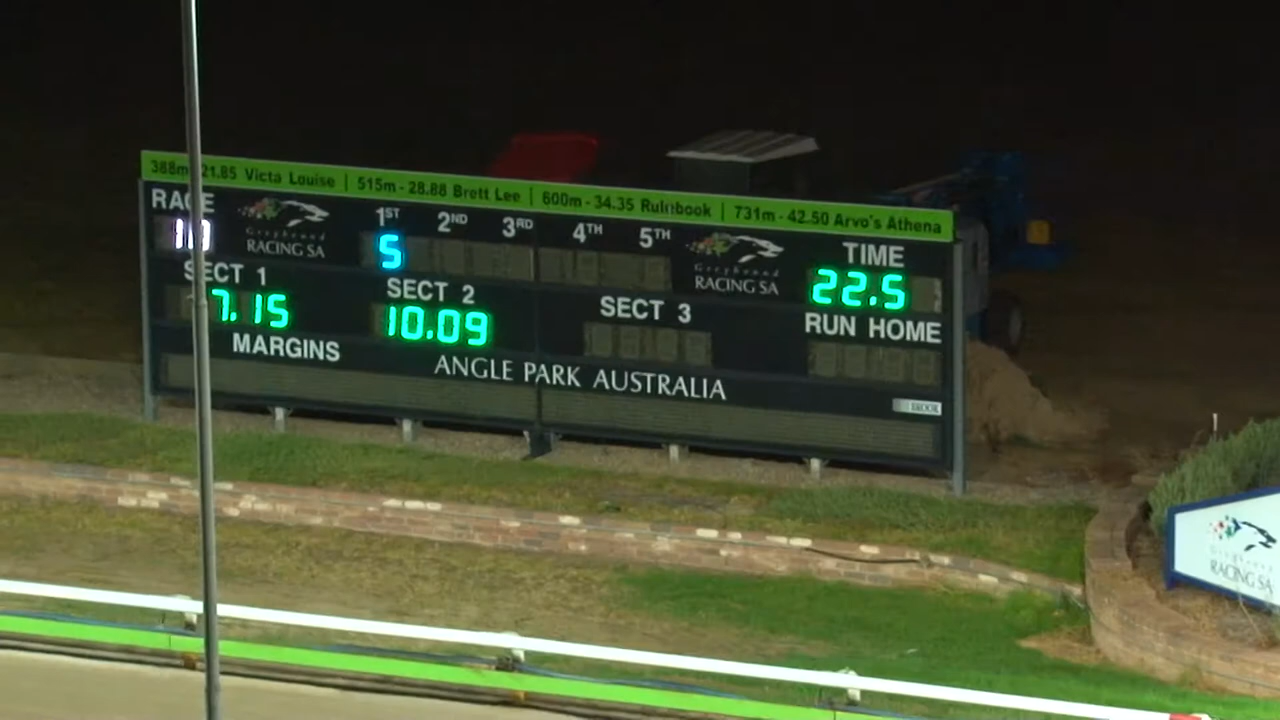 388m - 21.85 Victa Louise | 515m - 28.88 Brett Lee | 600m - 34.35 Rulebook | 731m - 42.50 Arvo's Athena
RACE
Greyhound
RACING SA
1ST 2ND 3RD 4TH 5TH
5
Greyhound
RACING SA
TIME
22.5
SECT 1
7.15
SECT 2
10.09
SECT 3
RUN HOME
MARGINS
ANGLE PARK AUSTRALIA
Greyhound
RACING SA